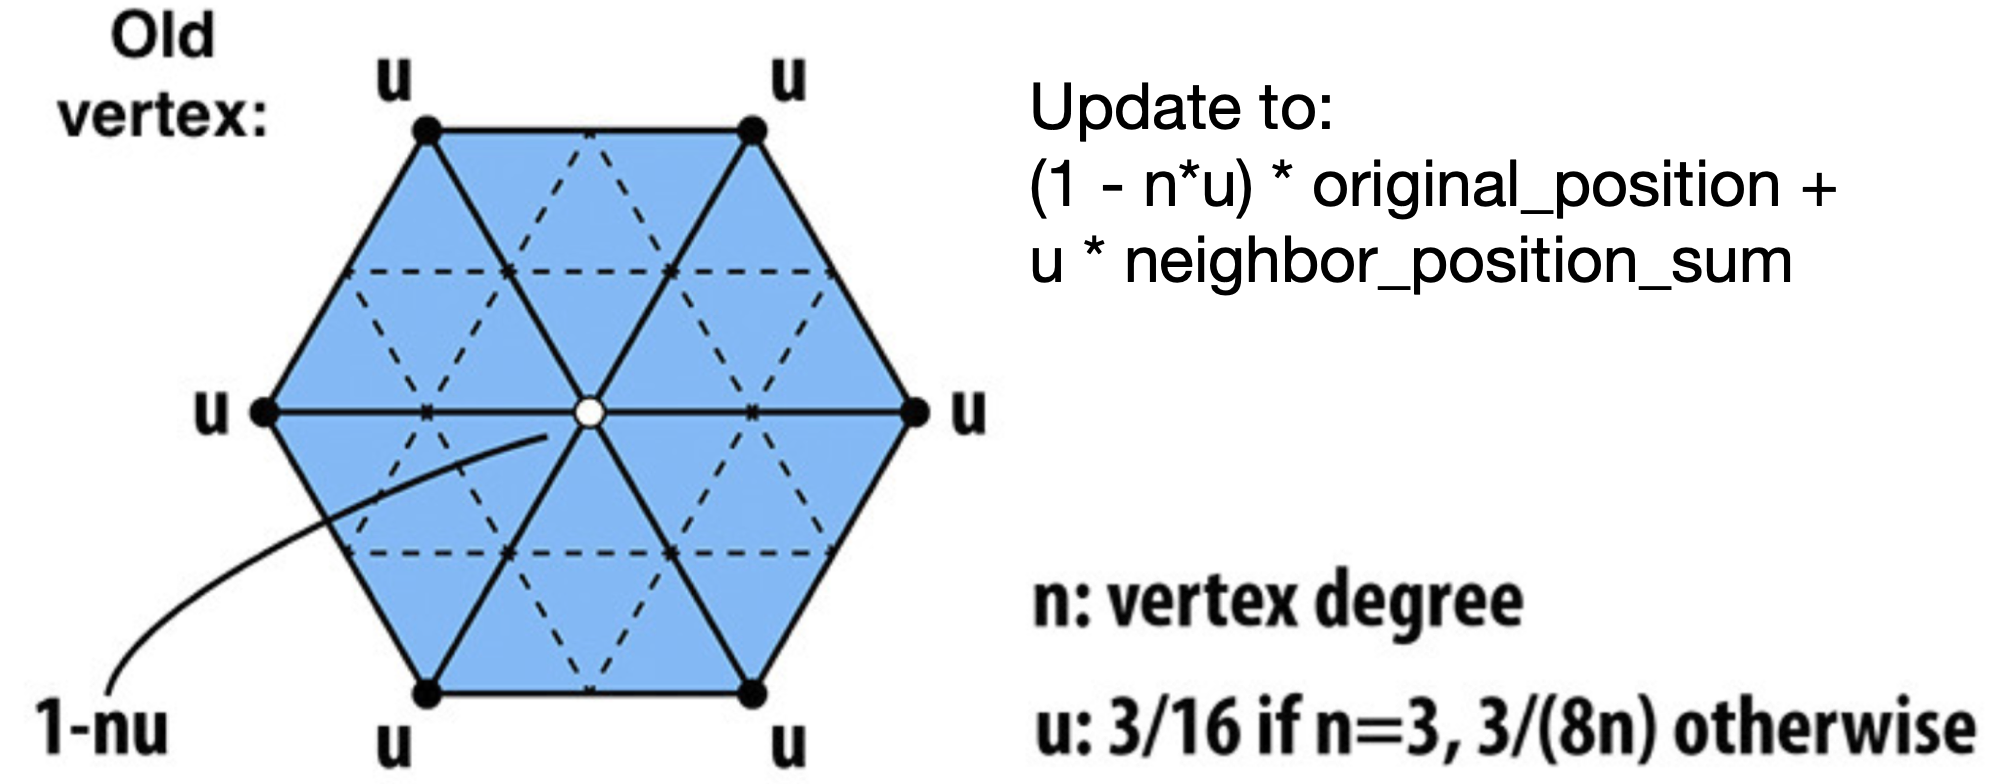 Old
vertex:
u
u
u
u
1-nu
u
u
Update to:
(1 - n*u) * original_position +
u * neighbor_position_sum
n: vertex degree
u: 3/16 if n=3, 3/(8n) otherwise